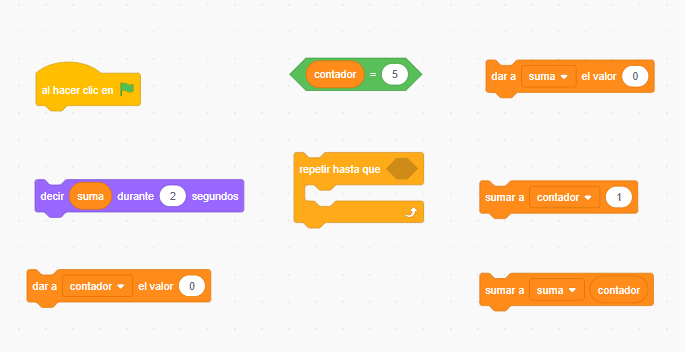 al hacer clic en
contador = 5
dar a suma el valor 0
decir suma durante 2 segundos
repetir hasta que
sumar a contador 1
dar a contador el valor 0
sumar a suma contador